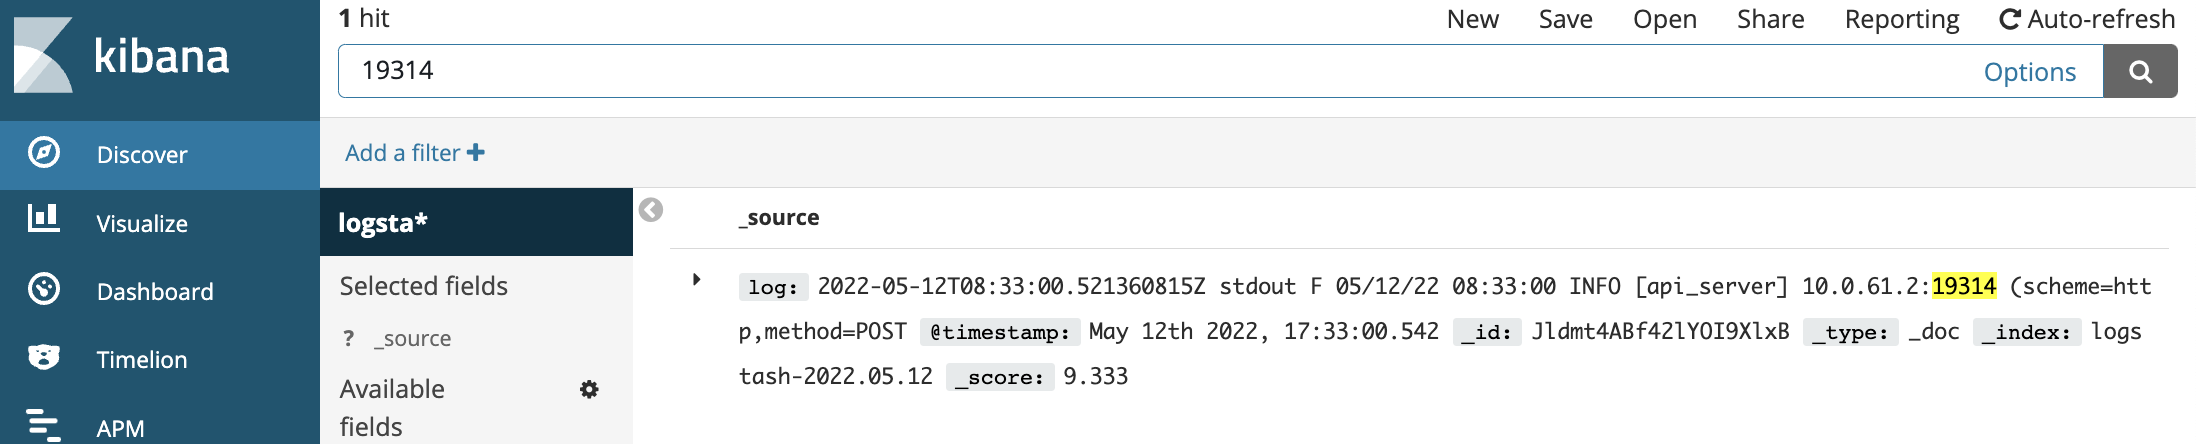 kibana
Discover
Visualize
Dashboard
Timelion
APM
1 hit
New Save Open Share Reporting Auto-refresh
19314
Options
Add a filter
logsta*
Selected fields
? _source
Available
fields
_source
log: 2022-05-12T08:33:00.521360815Z stdout F 05/12/22 08:33:00 INFO [api_server] 10.0.61.2:19314 (scheme=htt
p,method=POST @timestamp: May 12th 2022, 17:33:00.542 _id: Jldmt4ABf42lYOI9XlxB _type: _doc _index: logs
tash-2022.05.12 _score: 9.333